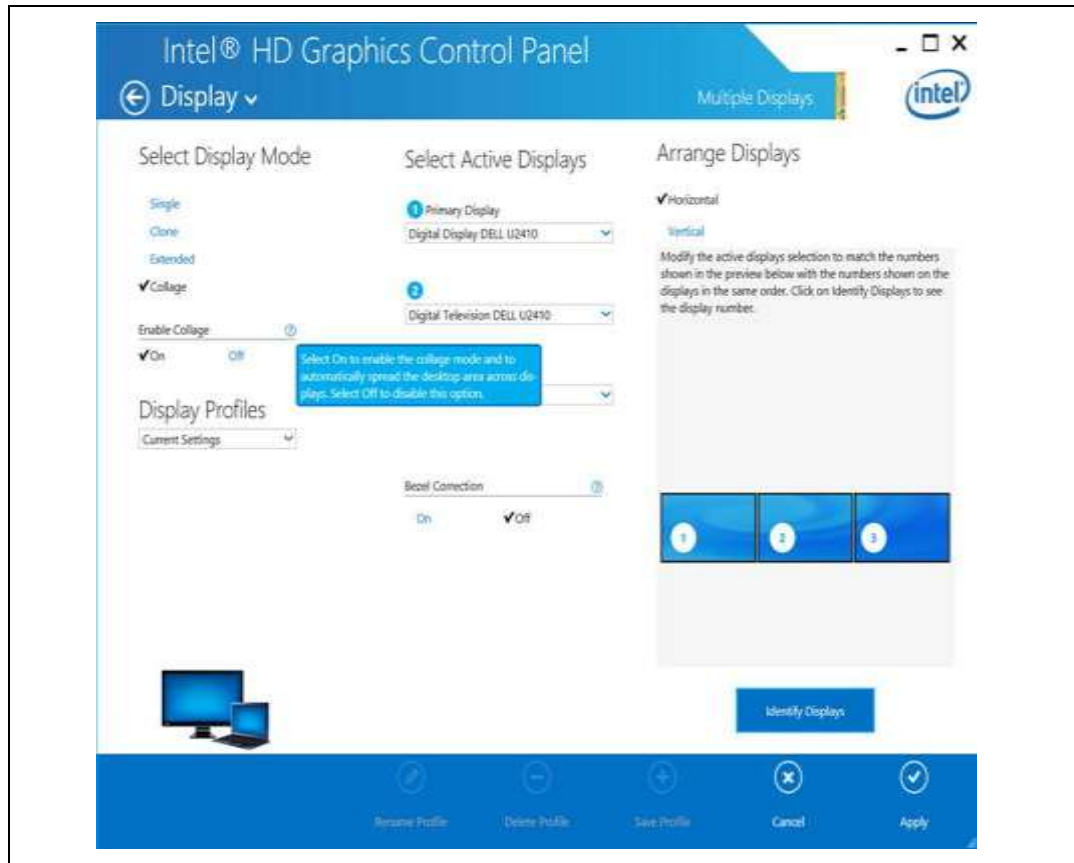 Intel® HD Graphics Control Panel
Display
Multiple Displays
intel
Select Display Mode
Single
Clone
Extended
Collage
Enable Collage ?
On Off
Select On to enable the collage mode and to
automatically spread the desktop area across dis-
plays. Select Off to disable this option.
Display Profiles
Current Settings
Select Active Displays
1 Primary Display
Digital Display DELL U2410
2
Digital Television DELL U2410
Bezel Correction ?
On Off
Arrange Displays
Horizontal
Vertical
Modify the active displays selection to match the numbers
shown in the preview below with the numbers shown on the
displays in the same order. Click on Identify Displays to see
the display number.
1 2 3
Identify Displays
Rename Profile Delete Profile Save Profile Cancel Apply